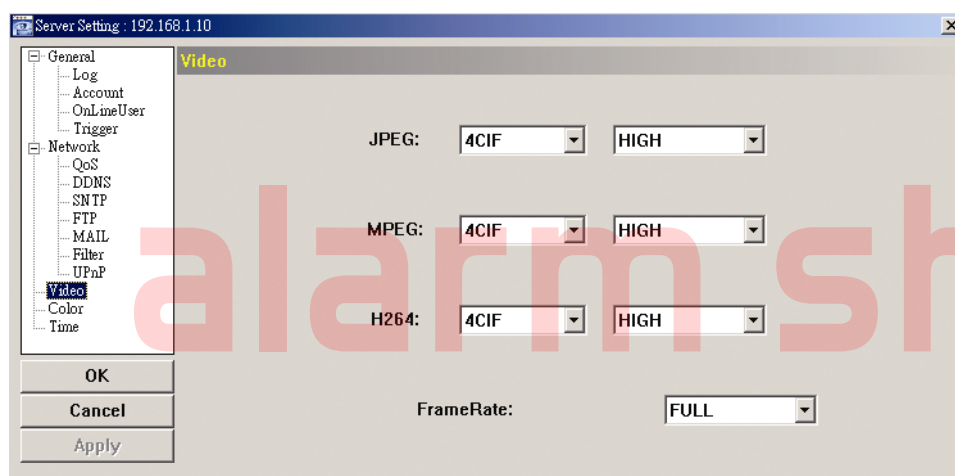 Server Setting : 192.168.1.10
General
Log
Account
OnLineUser
Trigger
Network
QoS
DDNS
SNTP
FTP
MAIL
Filter
UPnP
Video
Color
Time
OK
Cancel
Apply
Video
JPEG: 4CIF HIGH
MPEG: 4CIF HIGH
H264: 4CIF HIGH
FrameRate: FULL
alarm sh